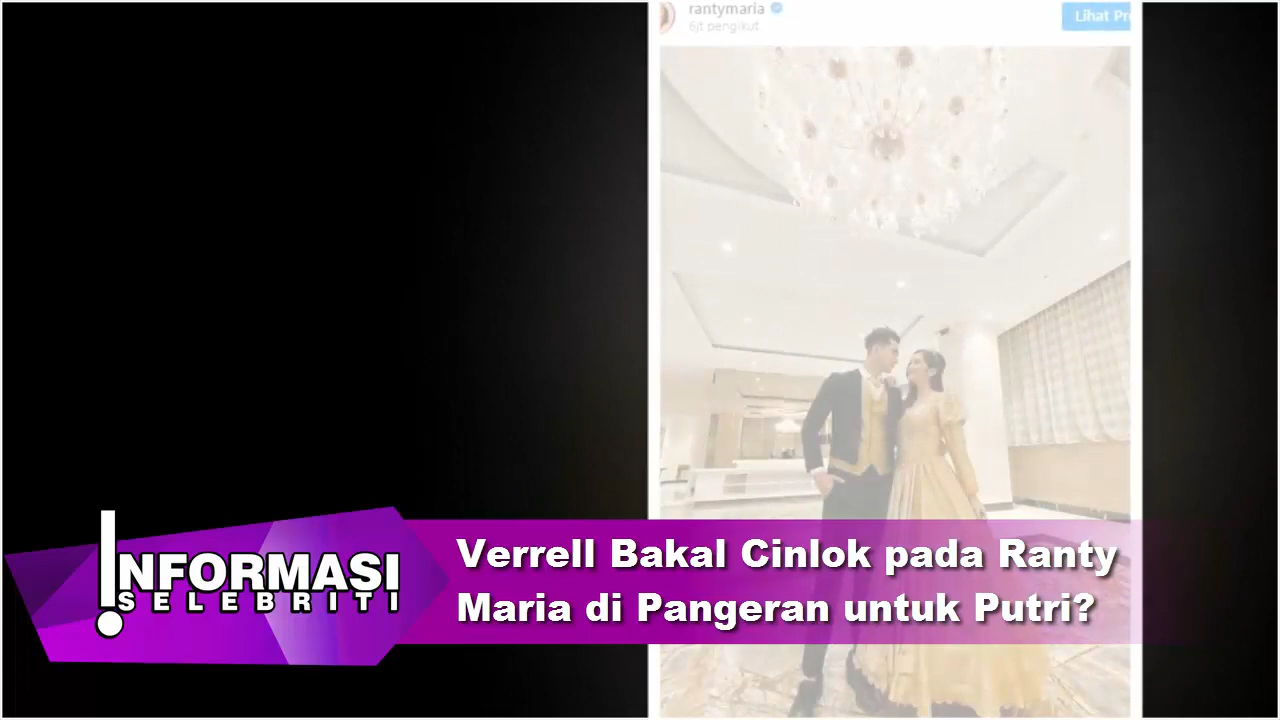 rantymaria
6jt pengikut
Lihat Pr
INFORMASI
SELEBRITI
Verrell Bakal Cinlok pada Ranty
Maria di Pangeran untuk Putri?